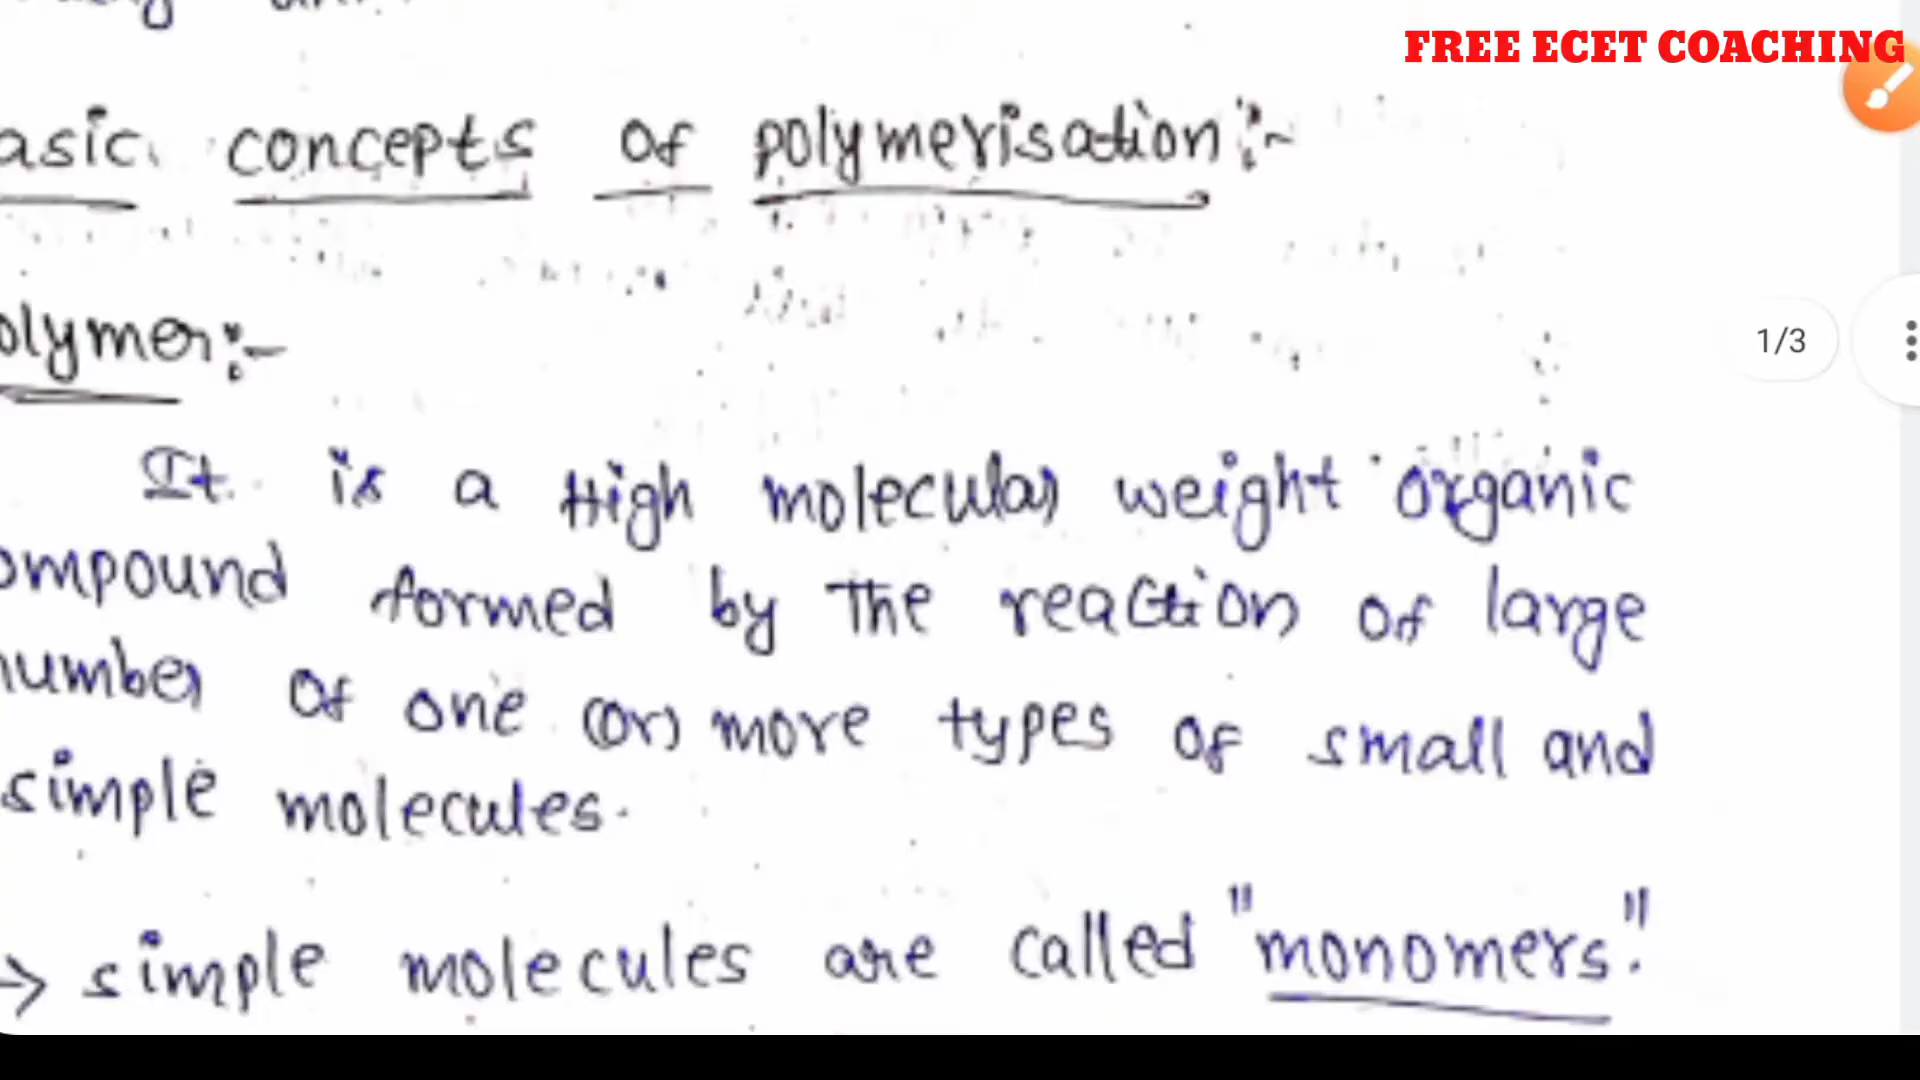 FREE ECET COACHING
asic concepts of polymerisation:-
olymer:-
1/3
It is a High molecular weight organic
ompound formed by the reaction of large
number of one (or) more types of small and
simple molecules.
→ simple molecules are called "monomers."